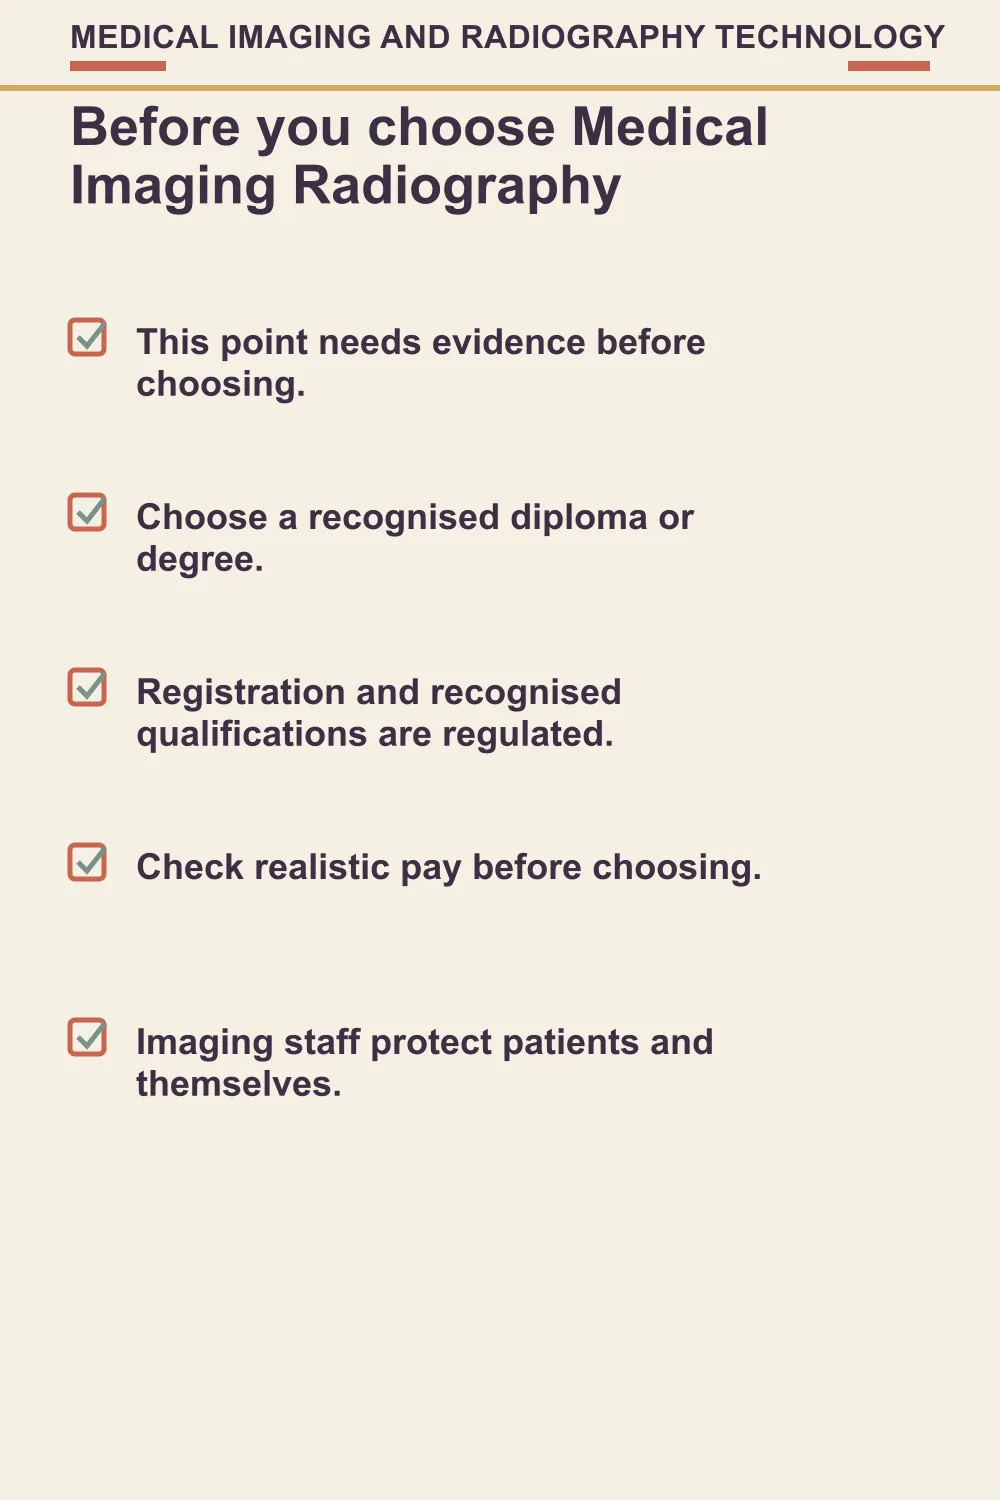 MEDICAL IMAGING AND RADIOGRAPHY TECHNOLOGY
Before you choose Medical
Imaging Radiography
This point needs evidence before
choosing.
Choose a recognised diploma or
degree.
Registration and recognised
qualifications are regulated.
Check realistic pay before choosing.
Imaging staff protect patients and
themselves.